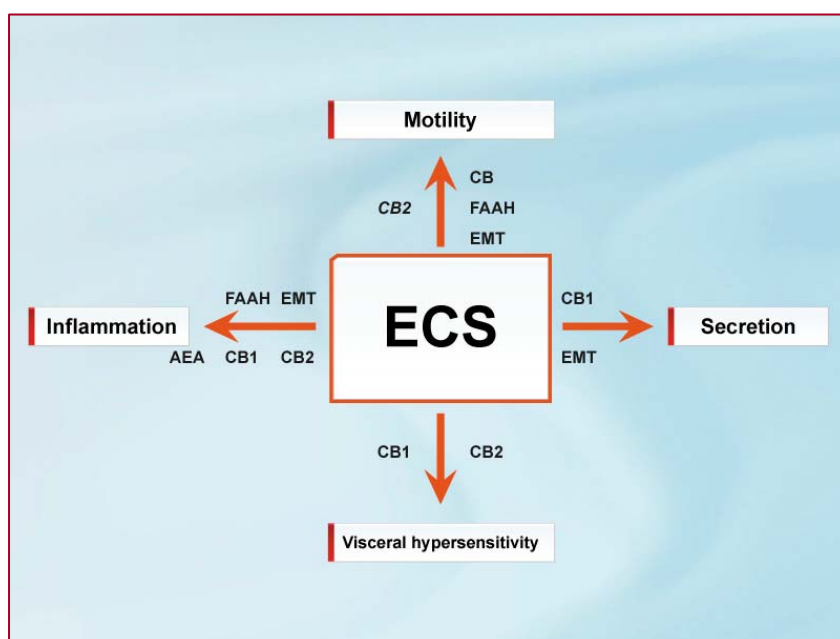 Motility
CB
CB2
FAAH
EMT
FAAH EMT
CB1
Inflammation
ECS
Secretion
AEA CB1 CB2
EMT
CB1 CB2
Visceral hypersensitivity